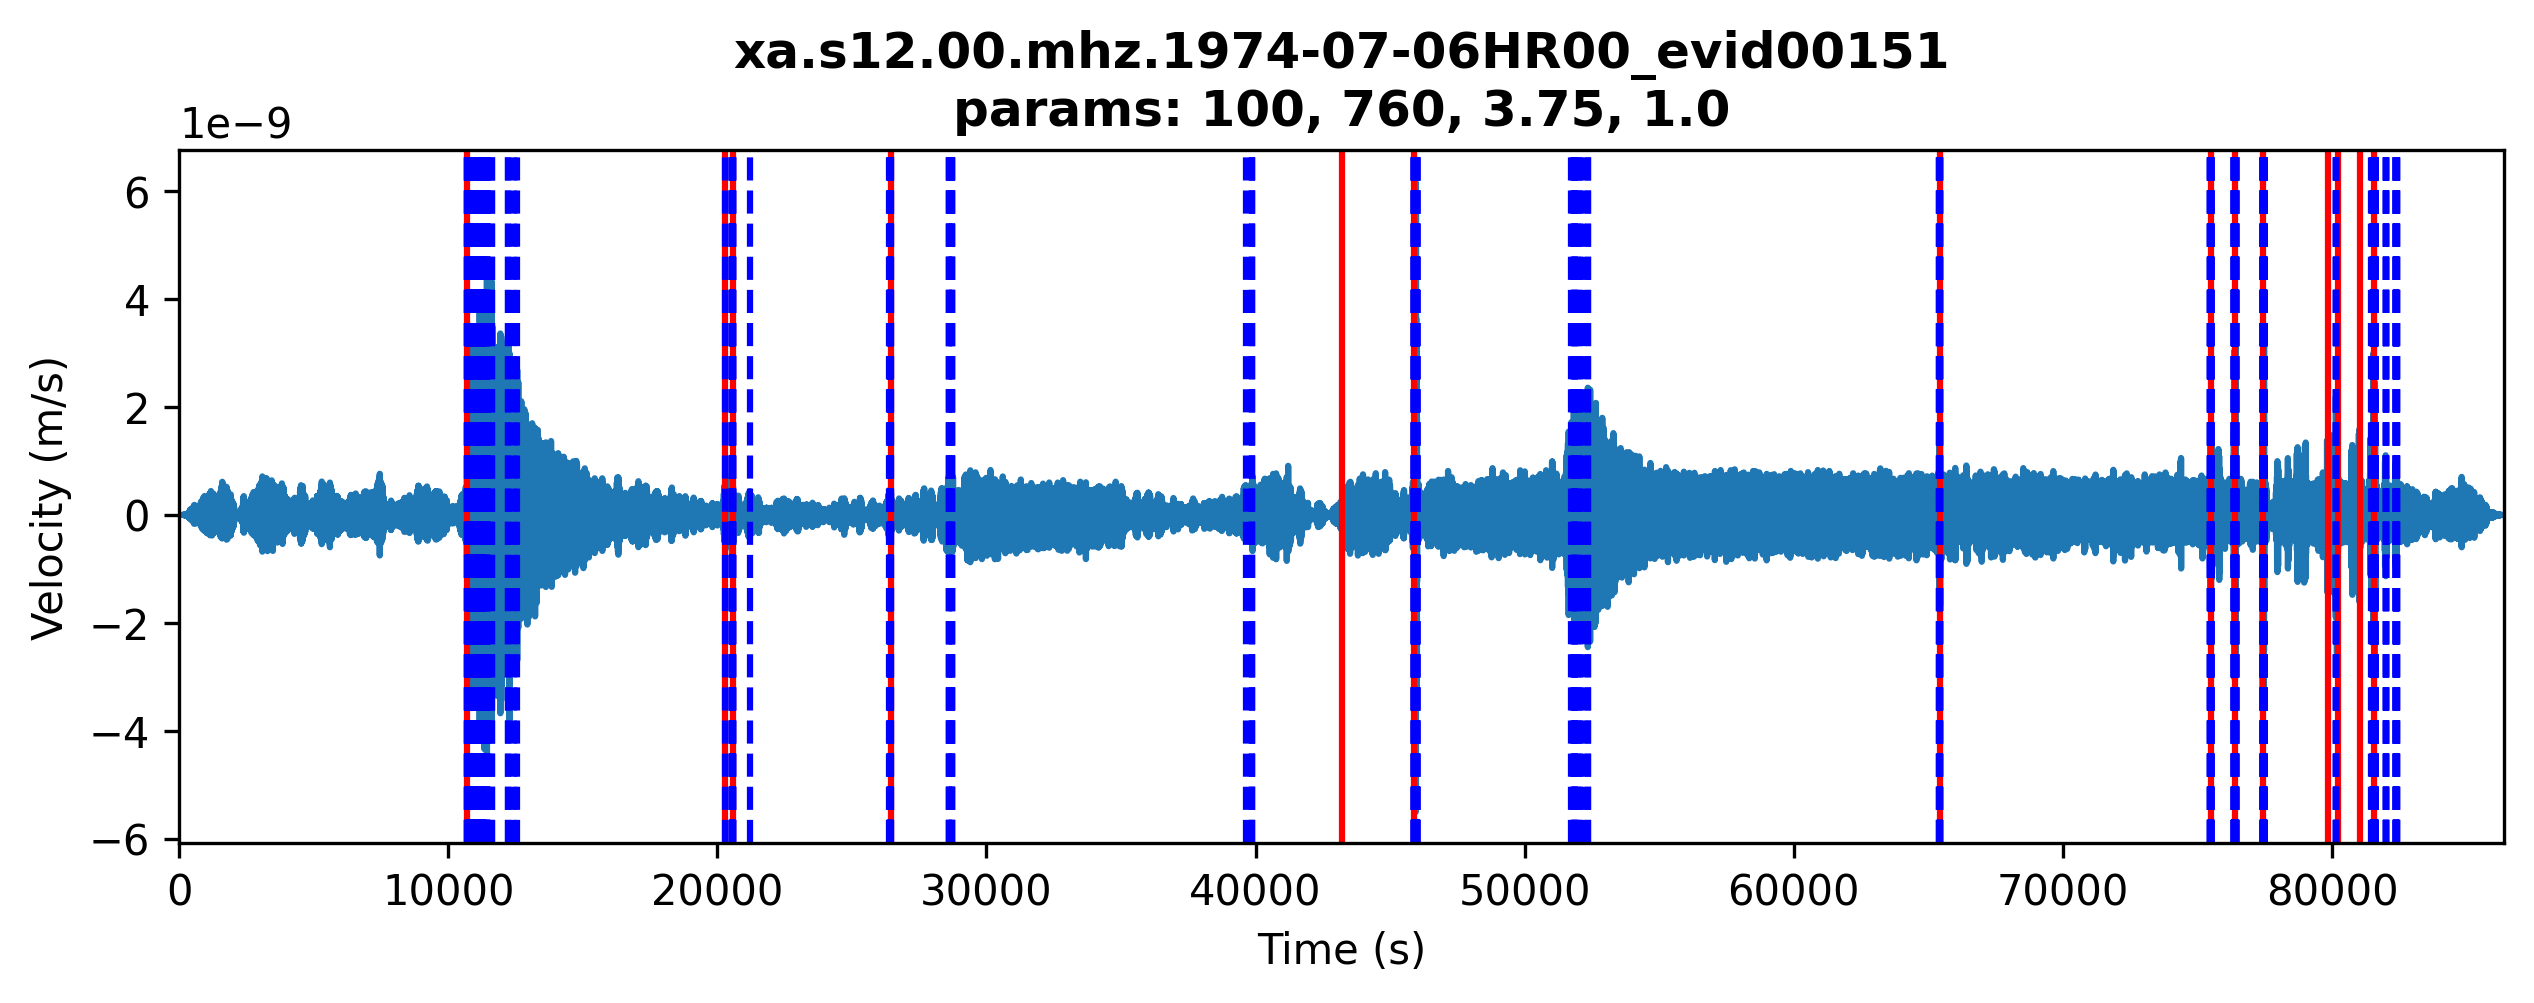 xa.s12.00.mhz.1974-07-06HR00_evid00151
params: 100, 760, 3.75, 1.0
1e−9
6
4
2
0
−2
−4
−6
Velocity (m/s)
0 10000 20000 30000 40000 50000 60000 70000 80000
Time (s)